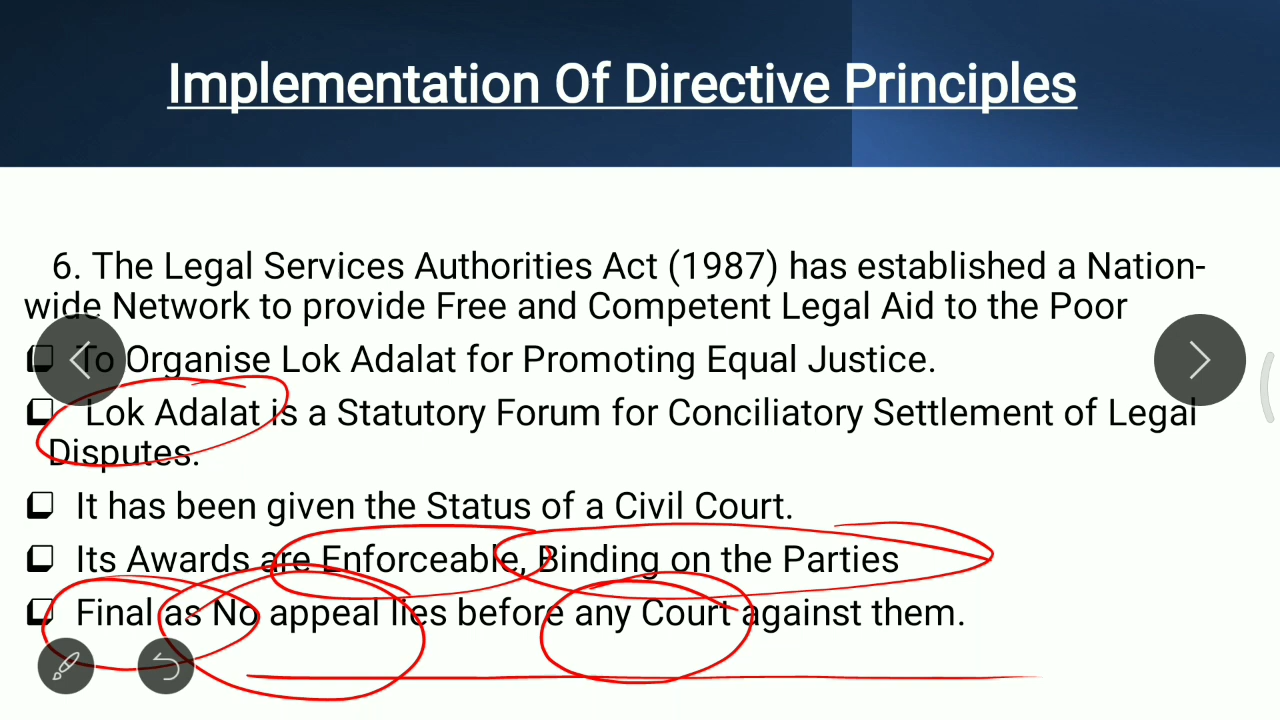 Implementation Of Directive Principles
6. The Legal Services Authorities Act (1987) has established a Nation-
wide Network to provide Free and Competent Legal Aid to the Poor
To Organise Lok Adalat for Promoting Equal Justice.
Lok Adalat is a Statutory Forum for Conciliatory Settlement of Legal
Disputes.
It has been given the Status of a Civil Court.
Its Awards are Enforceable, Binding on the Parties
Final as No appeal lies before any Court against them.